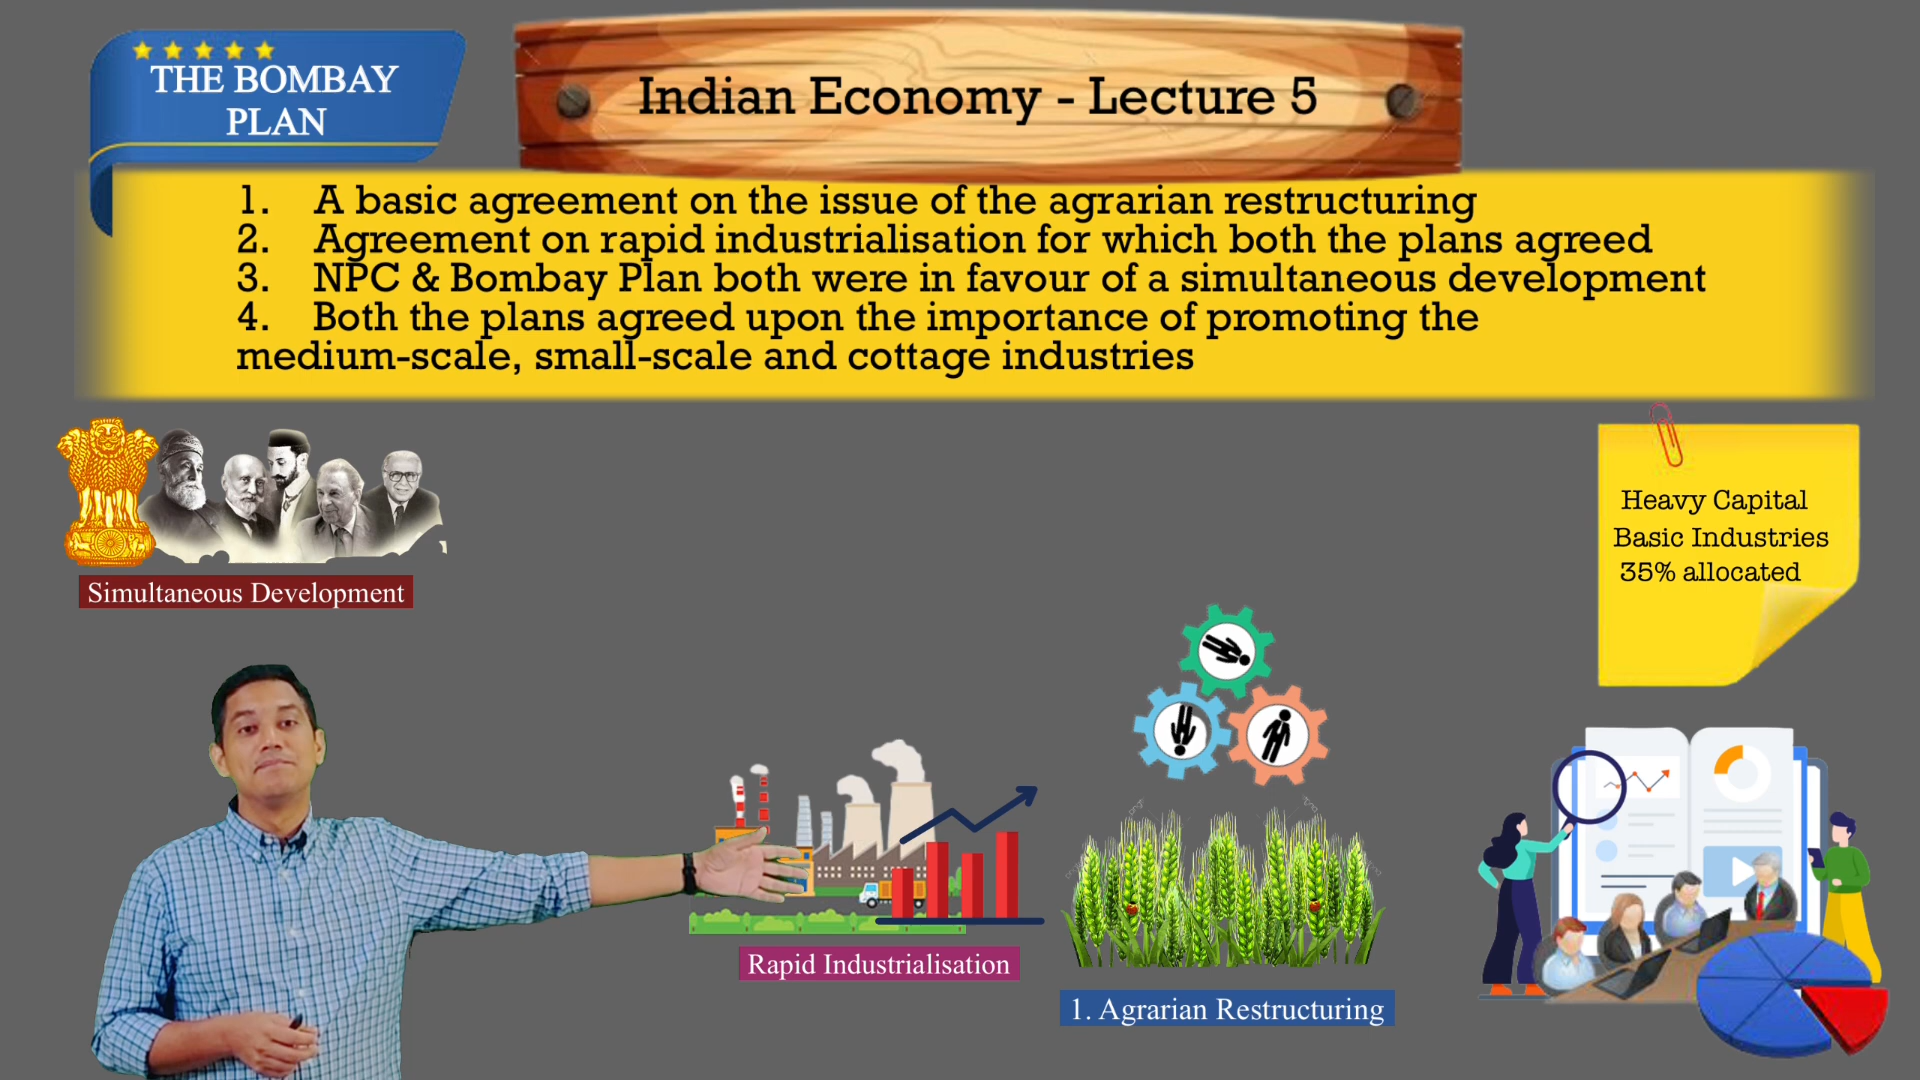 THE BOMBAY
PLAN
Indian Economy - Lecture 5
1. A basic agreement on the issue of the agrarian restructuring
2. Agreement on rapid industrialisation for which both the plans agreed
3. NPC & Bombay Plan both were in favour of a simultaneous development
4. Both the plans agreed upon the importance of promoting the
medium-scale, small-scale and cottage industries
Simultaneous Development
Heavy Capital
Basic Industries
35% allocated
Rapid Industrialisation
1. Agrarian Restructuring